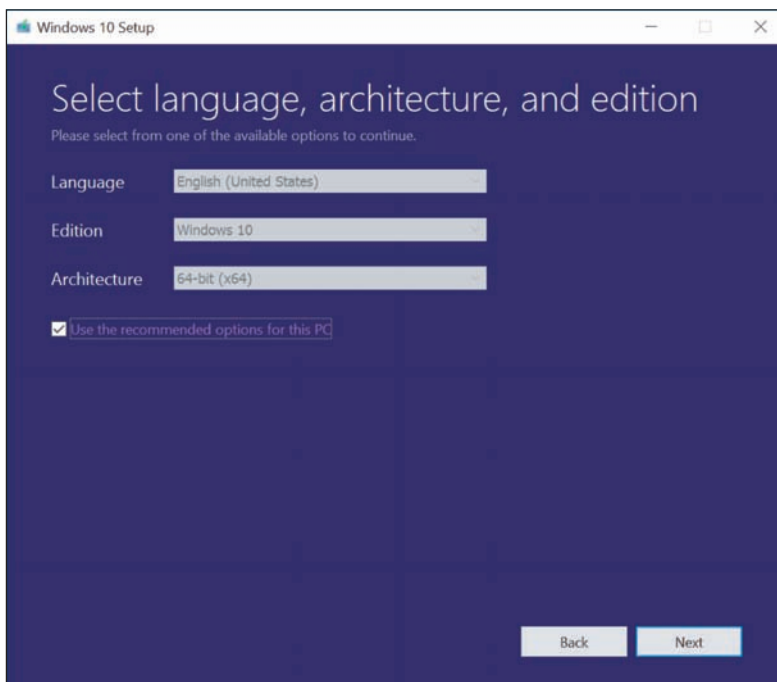 Windows 10 Setup
Select language, architecture, and edition
Please select from one of the available options to continue.
Language English (United States)
Edition Windows 10
Architecture 64-bit (x64)
Use the recommended options for this PC
Back Next